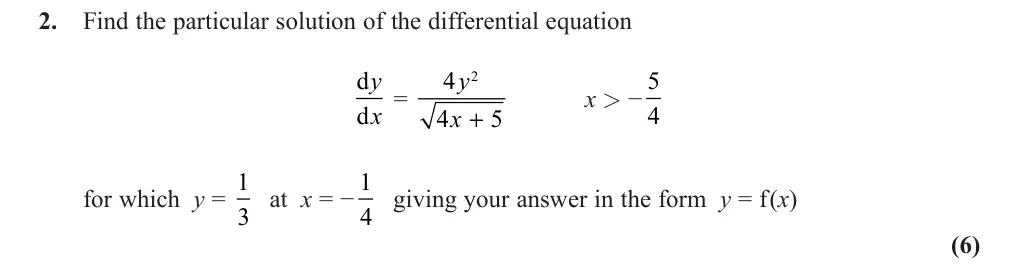 2. Find the particular solution of the differential equation
dy/dx = 4y²/√(4x + 5)    x > −5/4
for which y = 1/3 at x = −1/4 giving your answer in the form y = f(x)
(6)